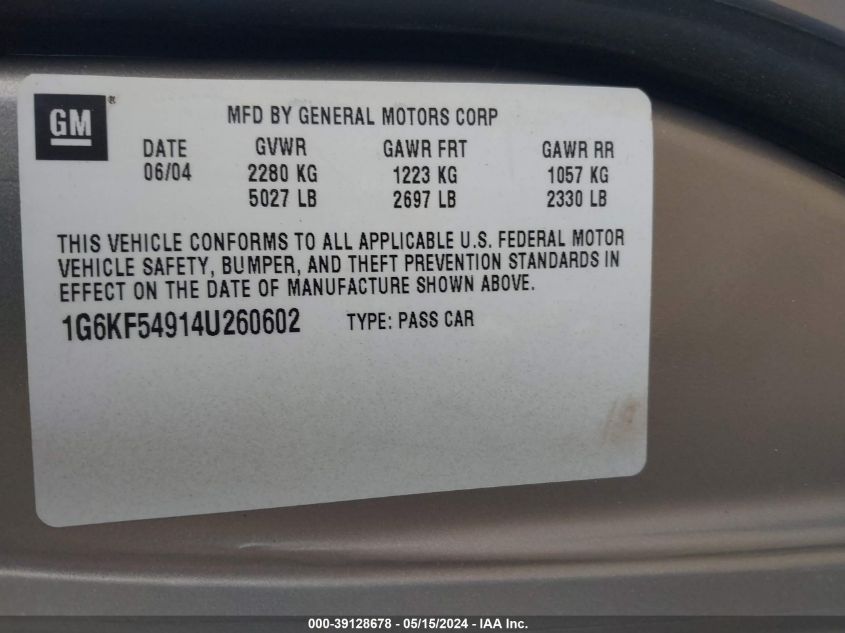 GM®
MFD BY GENERAL MOTORS CORP
DATE GVWR GAWR FRT GAWR RR
06/04 2280 KG 1223 KG 1057 KG
5027 LB 2697 LB 2330 LB
THIS VEHICLE CONFORMS TO ALL APPLICABLE U.S. FEDERAL MOTOR
VEHICLE SAFETY, BUMPER, AND THEFT PREVENTION STANDARDS IN
EFFECT ON THE DATE OF MANUFACTURE SHOWN ABOVE.
1G6KF54914U260602 TYPE: PASS CAR
000-39128678 - 05/15/2024 - IAA Inc.